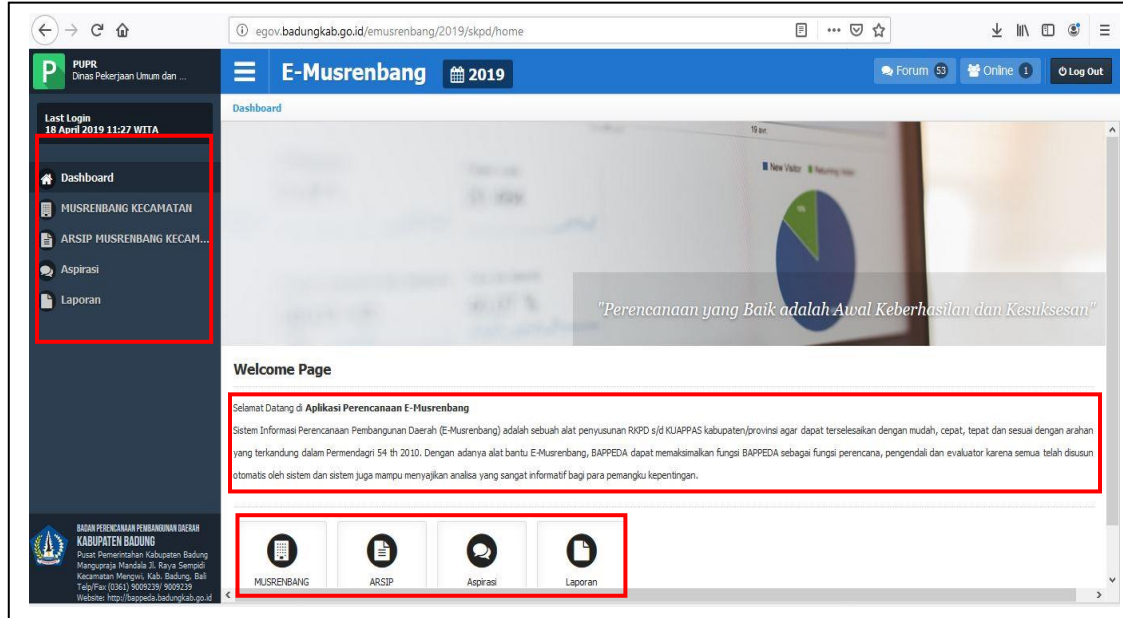 egov.badungkab.go.id/emusrenbang/2019/skpd/home
PUPR
Dinas Pekerjaan Umum dan ...
E-Musrenbang
2019
Forum 53
Online 1
Log Out
Last Login
18 April 2019 11:27 WITA
Dashboard
MUSRENBANG KECAMATAN
ARSIP MUSRENBANG KECAM...
Aspirasi
Laporan
Dashboard
19 avr.
New Visitor
"Perencanaan yang Baik adalah Awal Keberhasilan dan Kesuksesan"
Welcome Page
Selamat Datang di Aplikasi Perencanaan E-Musrenbang
Sistem Informasi Perencanaan Pembangunan Daerah (E-Musrenbang) adalah sebuah alat penyusunan RKPD s/d KUAPPAS kabupaten/provinsi agar dapat terselesaikan dengan mudah, cepat, tepat dan sesuai dengan arahan
yang terkandung dalam Permendagri 54 th 2010. Dengan adanya alat bantu E-Musrenbang, BAPPEDA dapat memaksimalkan fungsi BAPPEDA sebagai fungsi perencana, pengendali dan evaluator karena semua telah disusun
otomatis oleh sistem dan sistem juga mampu menyajikan analisa yang sangat informatif bagi para pemangku kepentingan.
MUSRENBANG
ARSIP
Aspirasi
Laporan
BADAN PERENCANAAN PEMBANGUNAN DAERAH
KABUPATEN BADUNG
Pusat Pemerintahan Kabupaten Badung
Mangupraja Mandala Jl. Raya Sempidi
Kecamatan Mengwi, Kab. Badung, Bali
Telp/Fax (0361) 9009239/ 9009239
Website: http://bappeda.badungkab.go.id